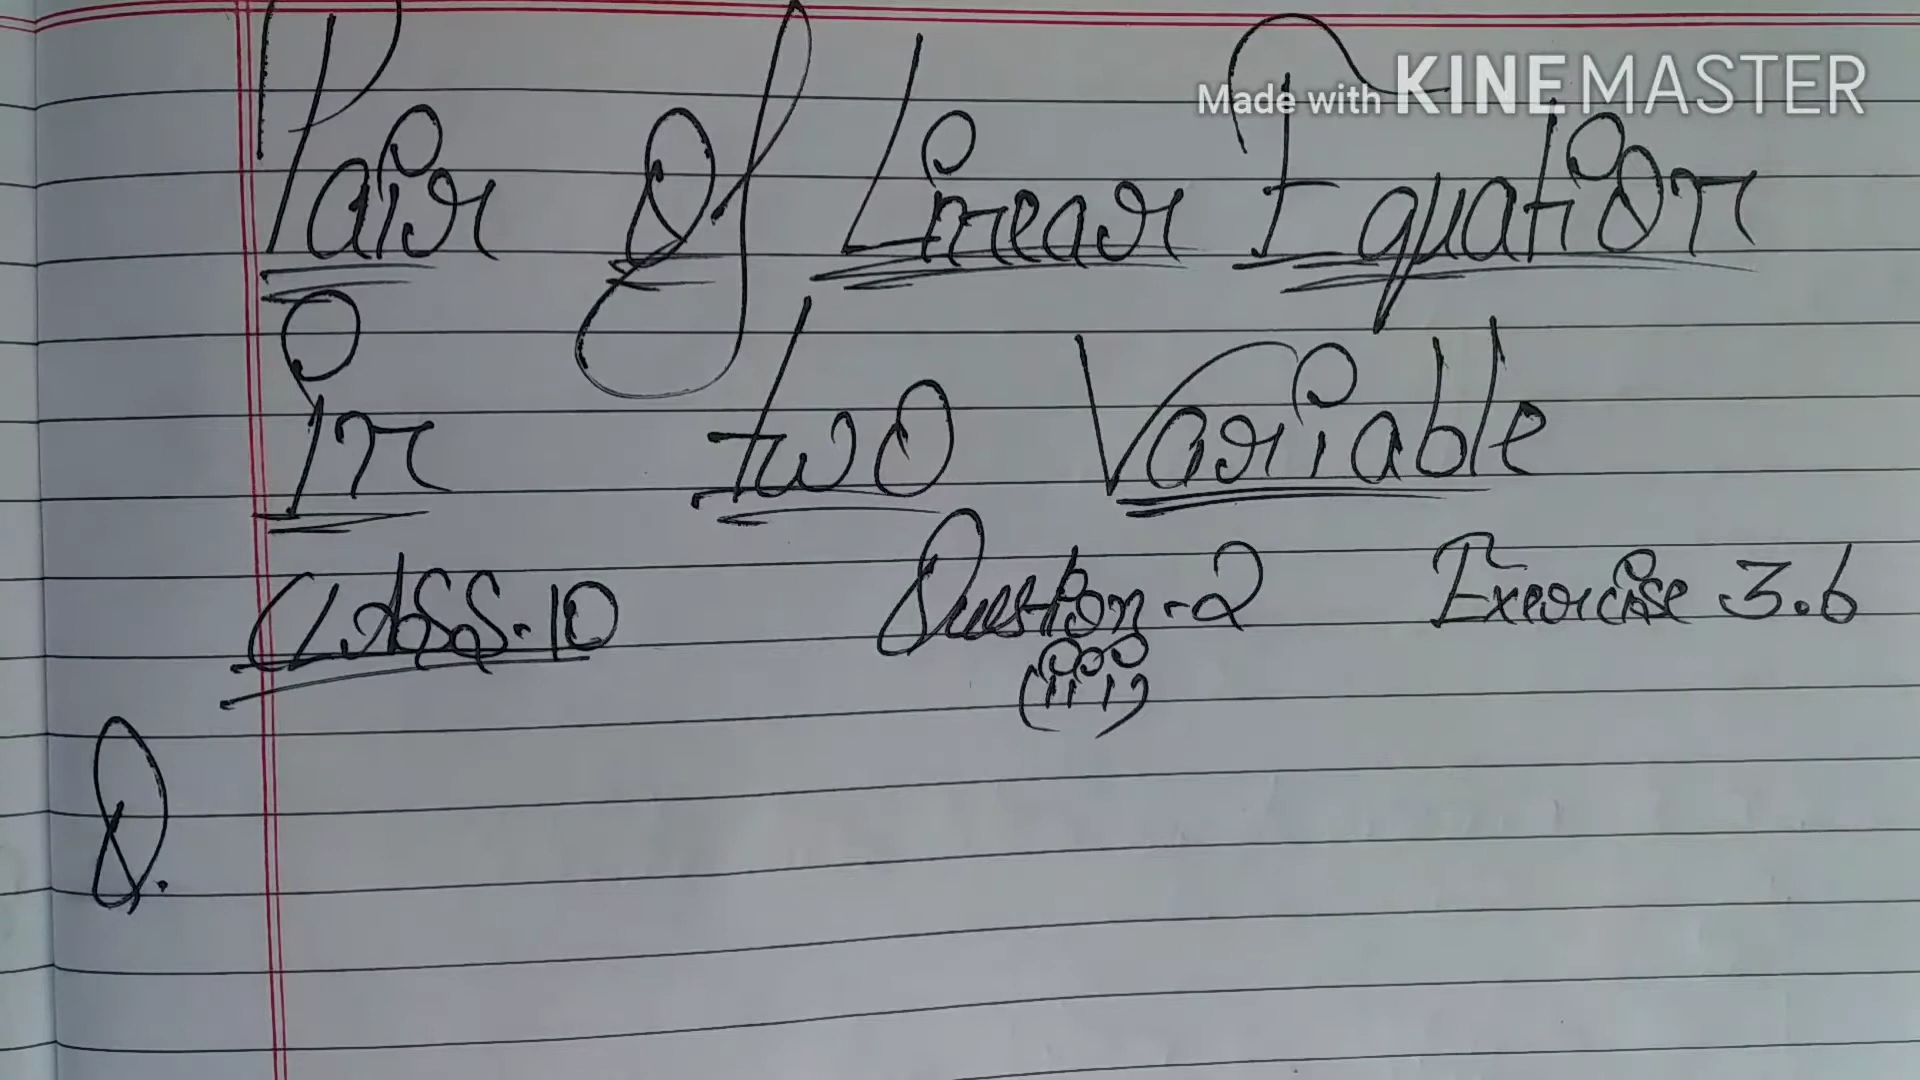 Made with KINEMASTER
Pair Of Linear Equation
In two Variable
CLASS-10 Question-2 Exercise 3.6
(iii)
Q.